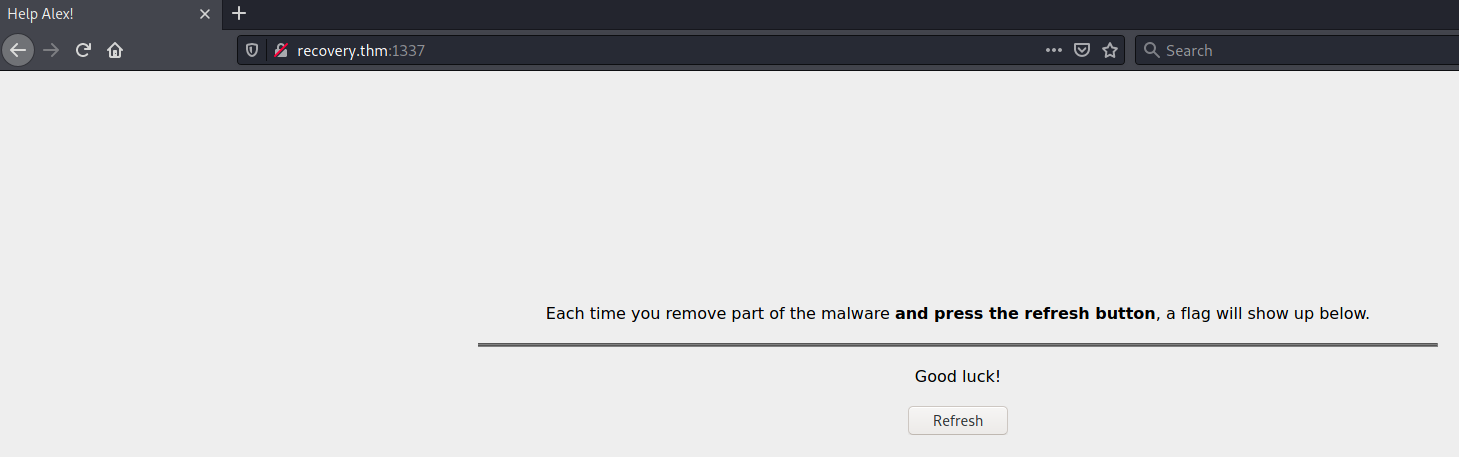 Help Alex!
recovery.thm:1337
Search
Each time you remove part of the malware and press the refresh button, a flag will show up below.
Good luck!
Refresh